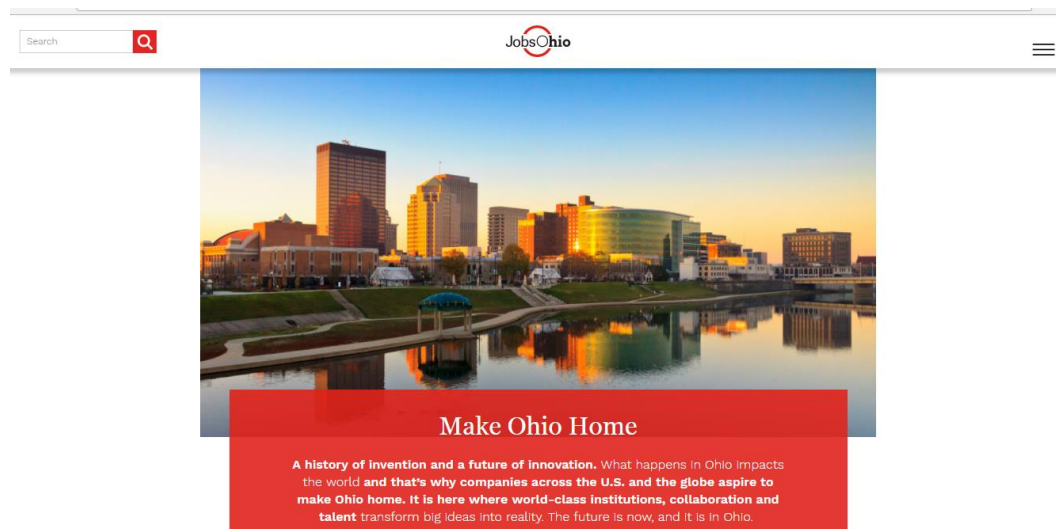 Search
JobsOhio
Make Ohio Home
A history of invention and a future of innovation. What happens in Ohio impacts
the world and that's why companies across the U.S. and the globe aspire to
make Ohio home. It is here where world-class institutions, collaboration and
talent transform big ideas into reality. The future is now, and it is in Ohio.